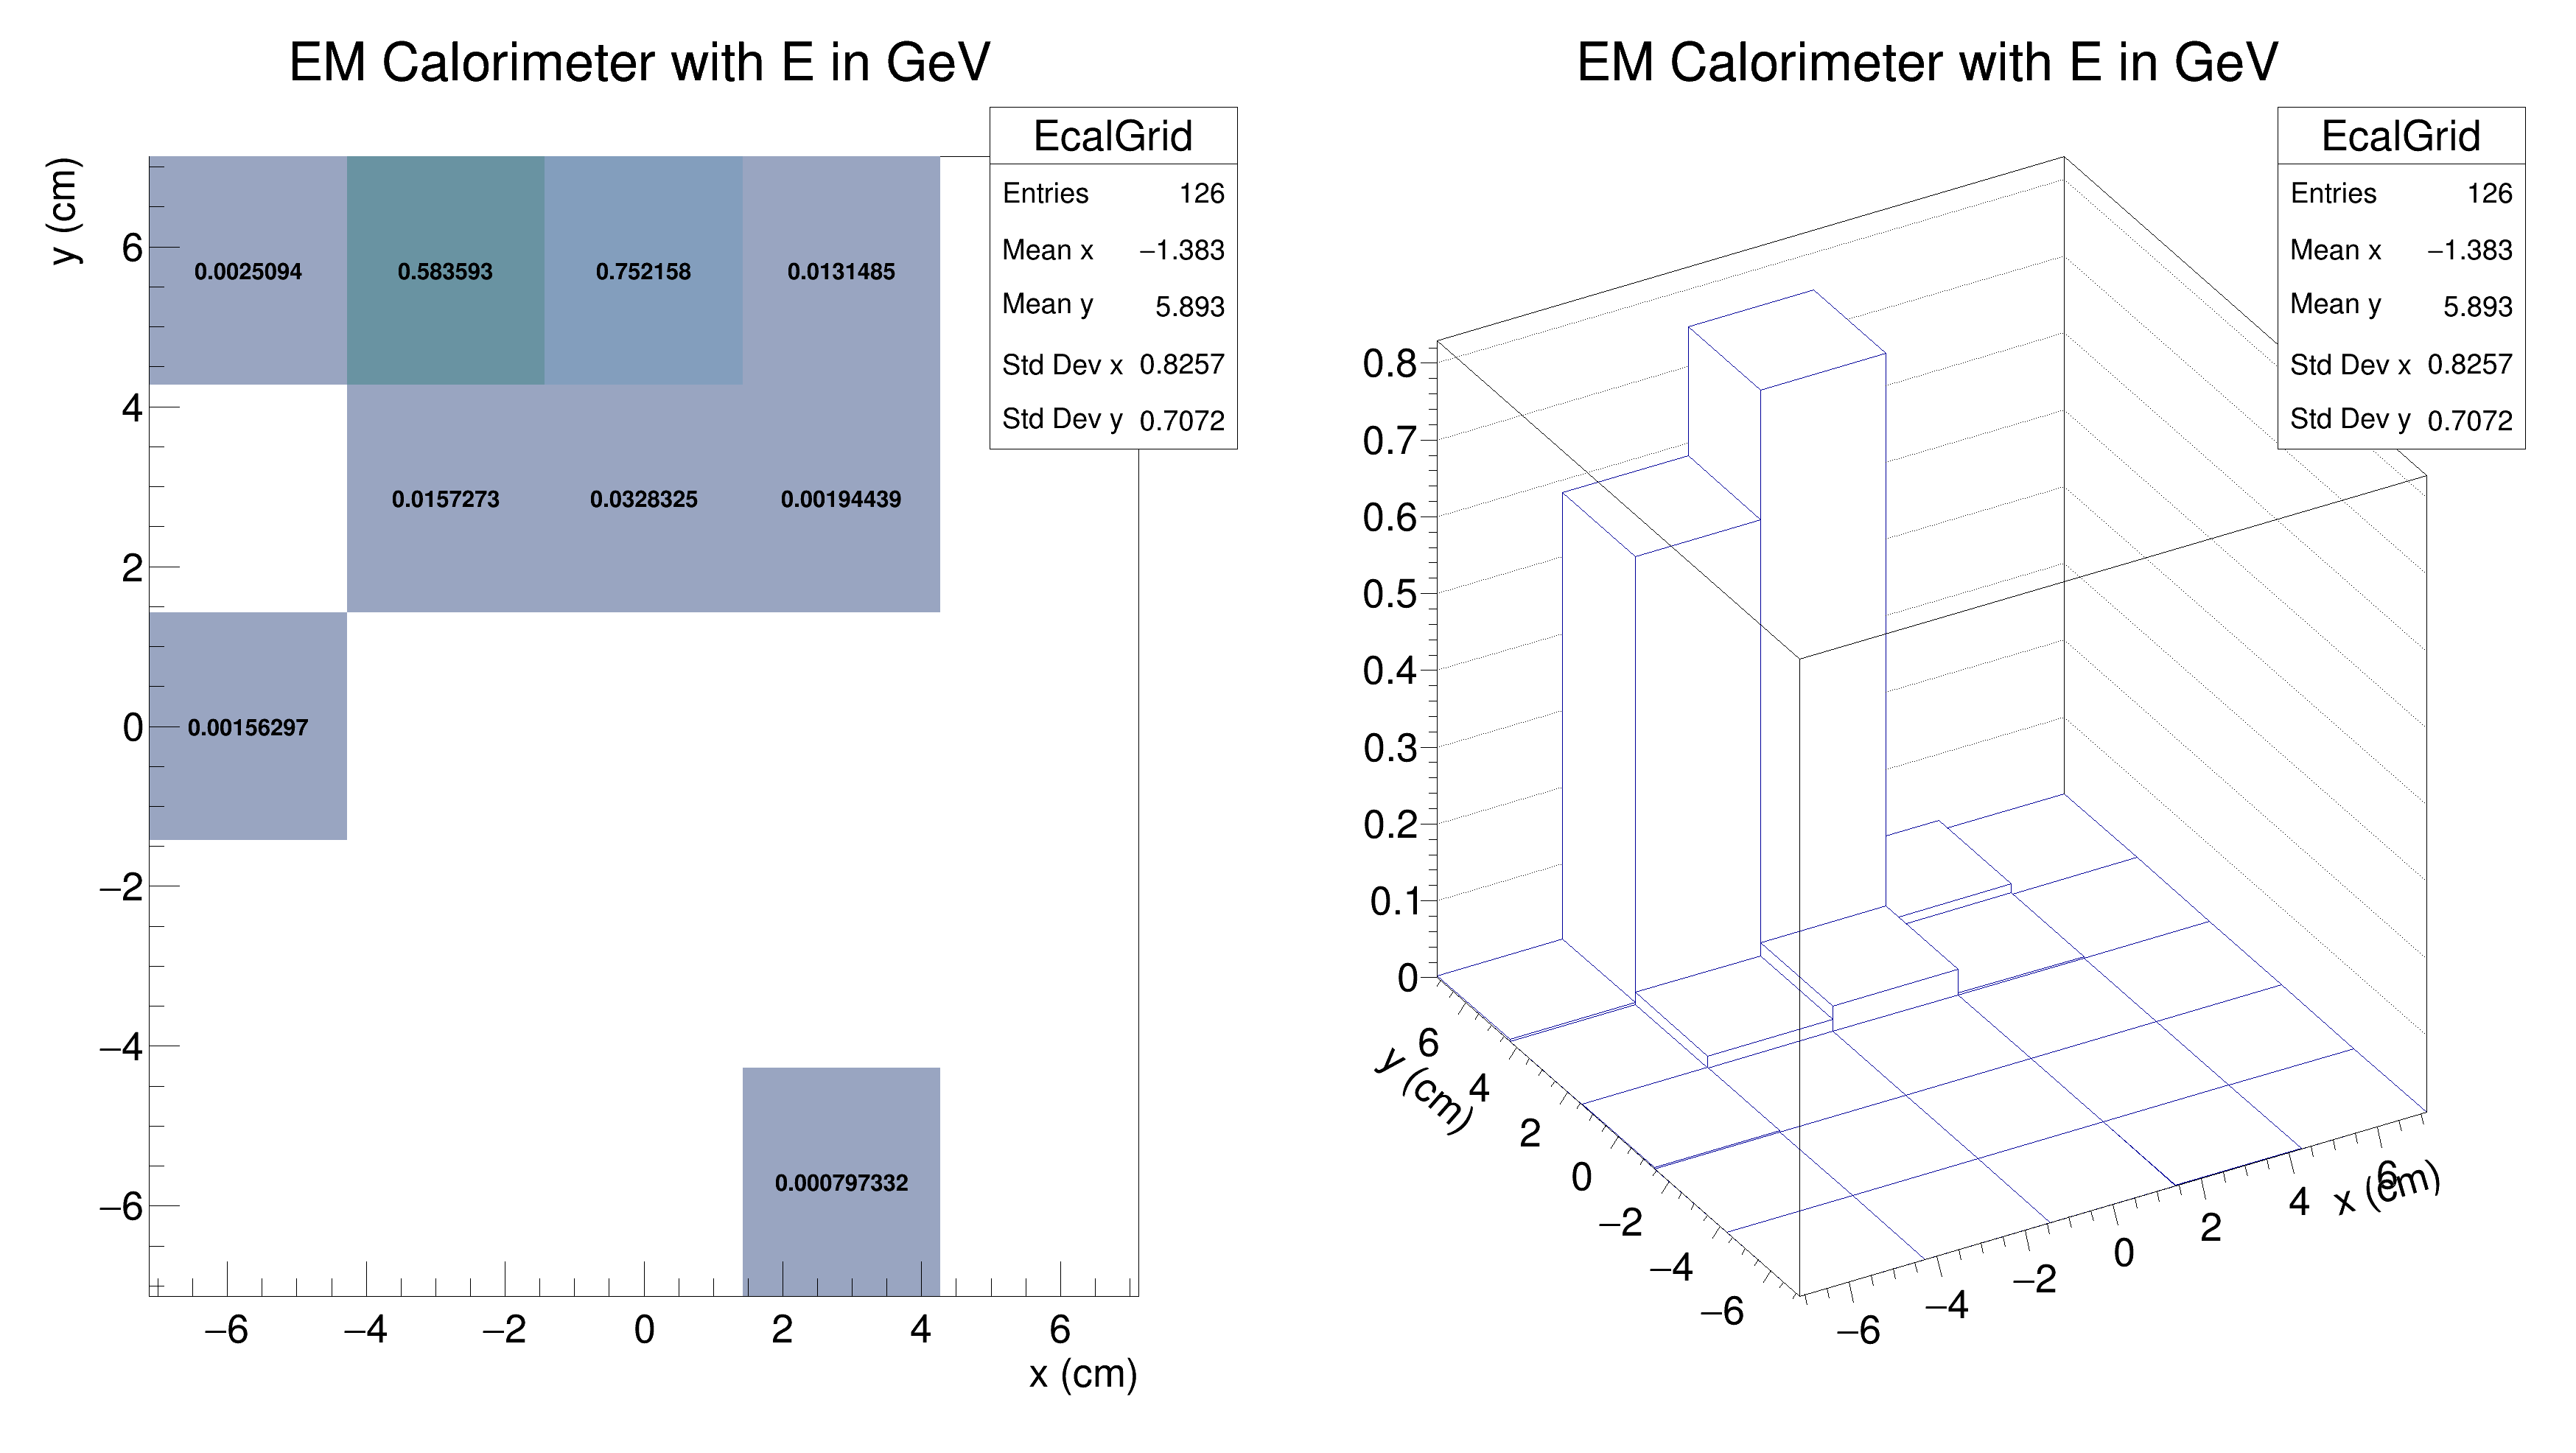 EM Calorimeter with E in GeV
EcalGrid
Entries 126
Mean x −1.383
Mean y 5.893
Std Dev x 0.8257
Std Dev y 0.7072
y (cm)
6
4
2
0
−2
−4
−6
0.0025094 0.583593 0.752158 0.0131485
0.0157273 0.0328325 0.00194439
0.00156297
0.000797332
−6 −4 −2 0 2 4 6
x (cm)
EM Calorimeter with E in GeV
EcalGrid
Entries 126
Mean x −1.383
Mean y 5.893
Std Dev x 0.8257
Std Dev y 0.7072
0.8
0.7
0.6
0.5
0.4
0.3
0.2
0.1
0
6
4
2
0
−2
−4
−6
y (cm)
−6 −4 −2 0 2 4 6
x (cm)